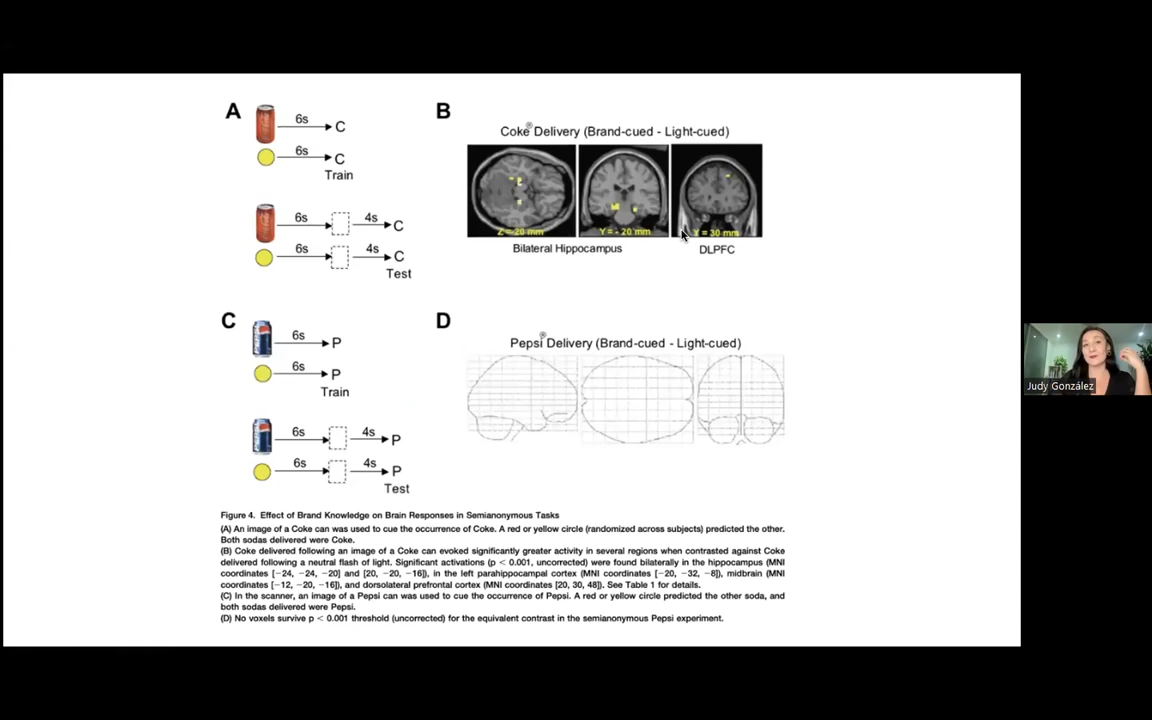 A
6s
C
6s
C
Train
6s
4s
C
6s
4s
C
Test
B
Coke® Delivery (Brand-cued - Light-cued)
Z = -20 mm
Y = - 20 mm
Y = 30 mm
Bilateral Hippocampus
DLPFC
C
6s
P
6s
P
Train
6s
4s
P
6s
4s
P
Test
D
Pepsi® Delivery (Brand-cued - Light-cued)
Judy González
Figure 4. Effect of Brand Knowledge on Brain Responses in Semianonymous Tasks
(A) An image of a Coke can was used to cue the occurrence of Coke. A red or yellow circle (randomized across subjects) predicted the other.
Both sodas delivered were Coke.
(B) Coke delivered following an image of a Coke can evoked significantly greater activity in several regions when contrasted against Coke
delivered following a neutral flash of light. Significant activations (p < 0.001, uncorrected) were found bilaterally in the hippocampus (MNI
coordinates [−24, −24, −20] and [20, −20, −16]), in the left parahippocampal cortex (MNI coordinates [−20, −32, −8]), midbrain (MNI
coordinates [−12, −20, −16]), and dorsolateral prefrontal cortex (MNI coordinates [20, 30, 48]). See Table 1 for details.
(C) In the scanner, an image of a Pepsi can was used to cue the occurrence of Pepsi. A red or yellow circle predicted the other soda, and
both sodas delivered were Pepsi.
(D) No voxels survive p < 0.001 threshold (uncorrected) for the equivalent contrast in the semianonymous Pepsi experiment.